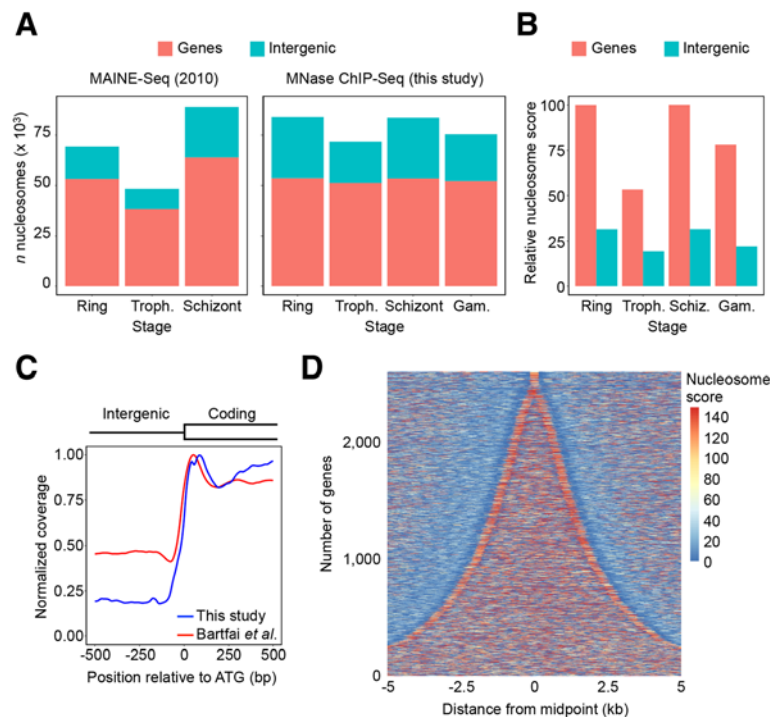 A
Genes Intergenic
MAINE-Seq (2010)
MNase ChIP-Seq (this study)
n nucleosomes (x 10³)
75
50
25
0
Ring Troph. Schizont
Stage
Ring Troph. Schizont Gam.
Stage
B
Genes Intergenic
Relative nucleosome score
100
75
50
25
0
Ring Troph. Schiz. Gam.
Stage
C
Intergenic Coding
Normalized coverage
1.00
0.75
0.50
0.25
0.00
This study
Bartfai et al.
-500 -250 0 250 500
Position relative to ATG (bp)
D
Number of genes
2,000
1,000
0
-5 -2.5 0 2.5 5
Distance from midpoint (kb)
Nucleosome
score
140
120
100
80
60
40
20
0